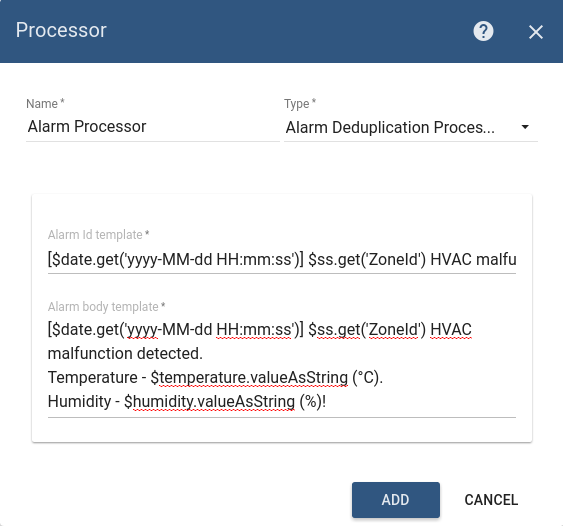 Processor
Name *
Type *
Alarm Processor
Alarm Deduplication Proces...
Alarm Id template *
[$date.get('yyyy-MM-dd HH:mm:ss')] $ss.get('ZoneId') HVAC malfu
Alarm body template *
[$date.get('yyyy-MM-dd HH:mm:ss')] $ss.get('ZoneId') HVAC
malfunction detected.
Temperature - $temperature.valueAsString (°C).
Humidity - $humidity.valueAsString (%)!
ADD
CANCEL